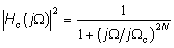 |H_c(jΩ)|² = 1 / (1 + (jΩ/jΩ_c)^{2N})